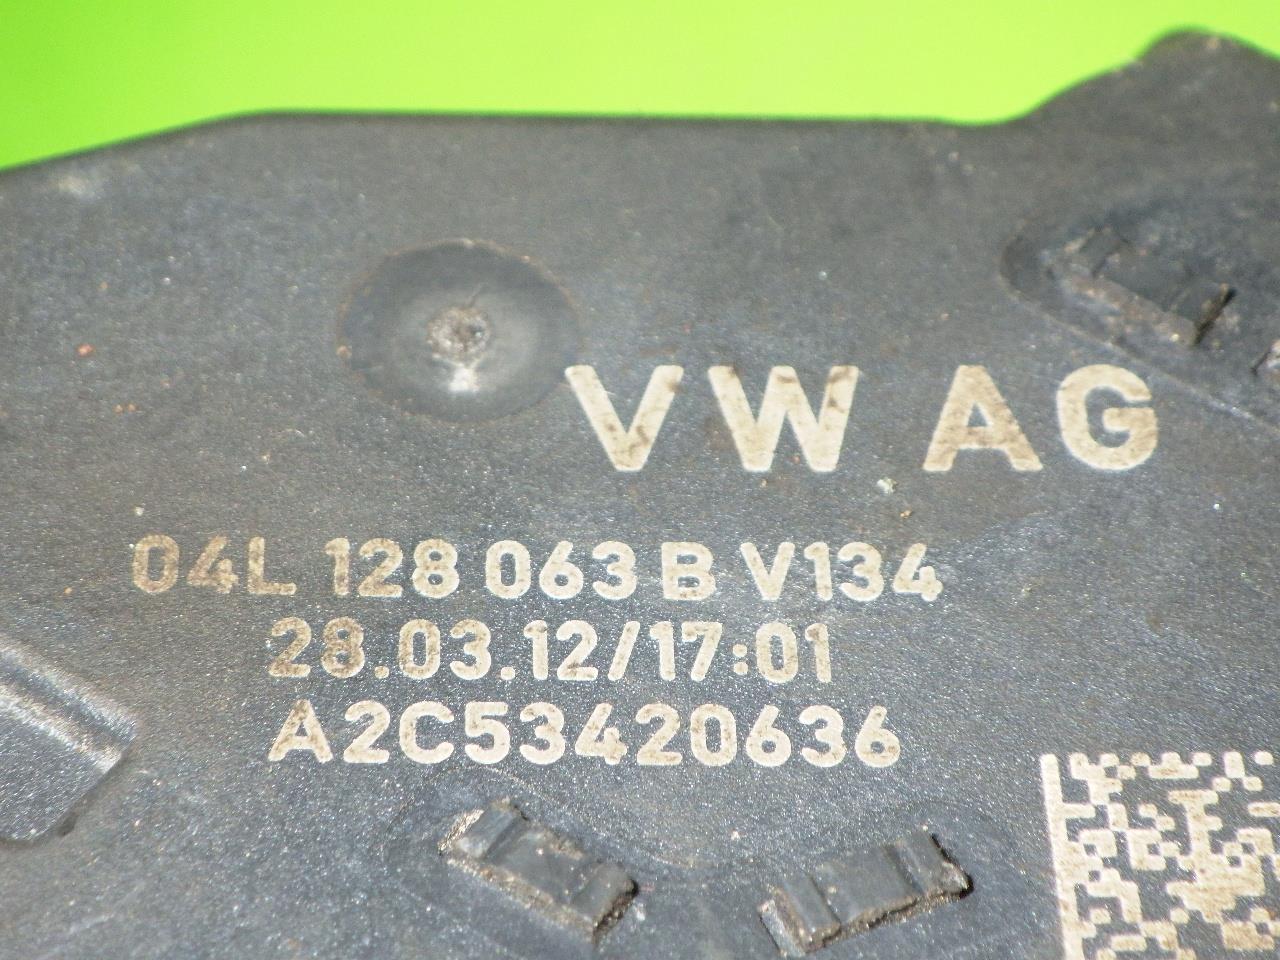 VW AG
04L 128 063 B V134
28.03.12/17:01
A2C53420636